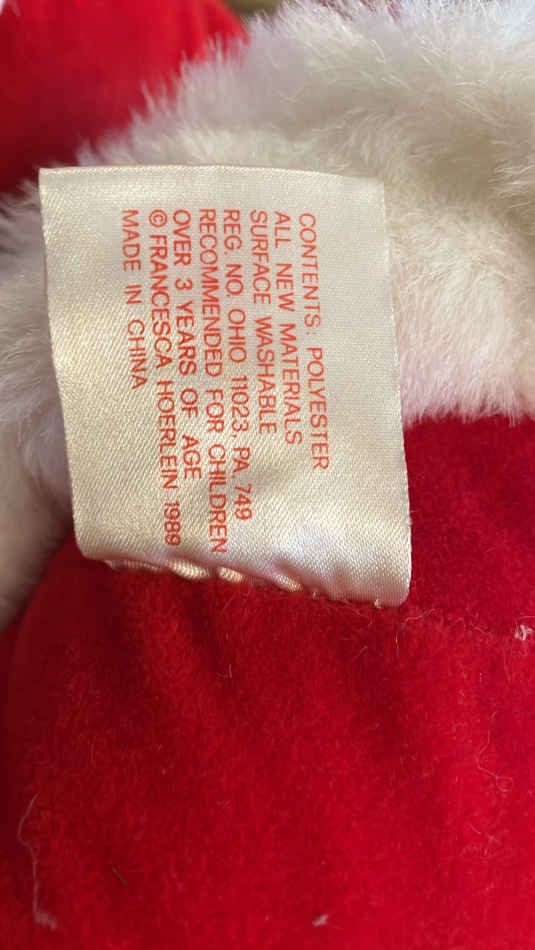 CONTENTS: POLYESTER
ALL NEW MATERIALS
SURFACE WASHABLE
REG. NO. OHIO 11023, PA. 749
RECOMMENDED FOR CHILDREN
OVER 3 YEARS OF AGE
© FRANCESCA HOERLEIN 1989
MADE IN CHINA